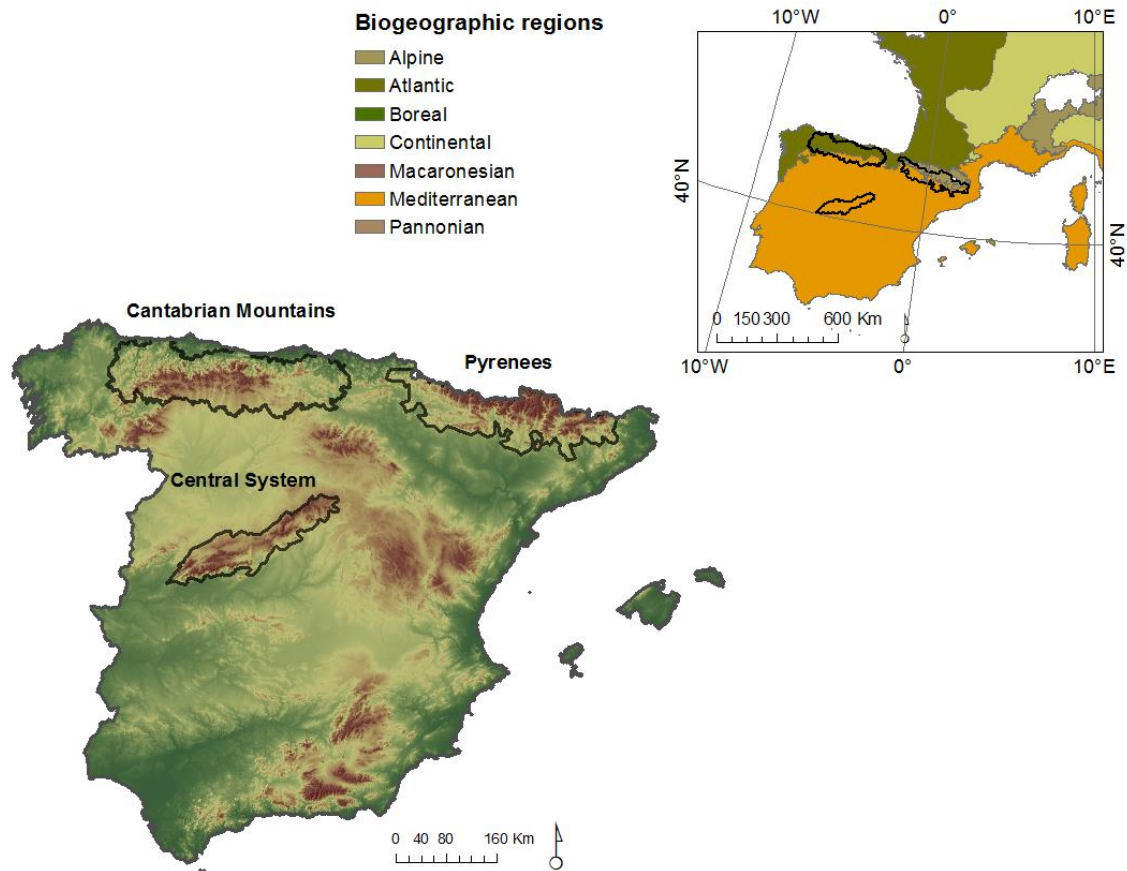 Biogeographic regions
Alpine
Atlantic
Boreal
Continental
Macaronesian
Mediterranean
Pannonian
10°W 0° 10°E
40°N
40°N
0 150 300 600 Km
10°W 0° 10°E
Cantabrian Mountains
Pyrenees
Central System
0 40 80 160 Km